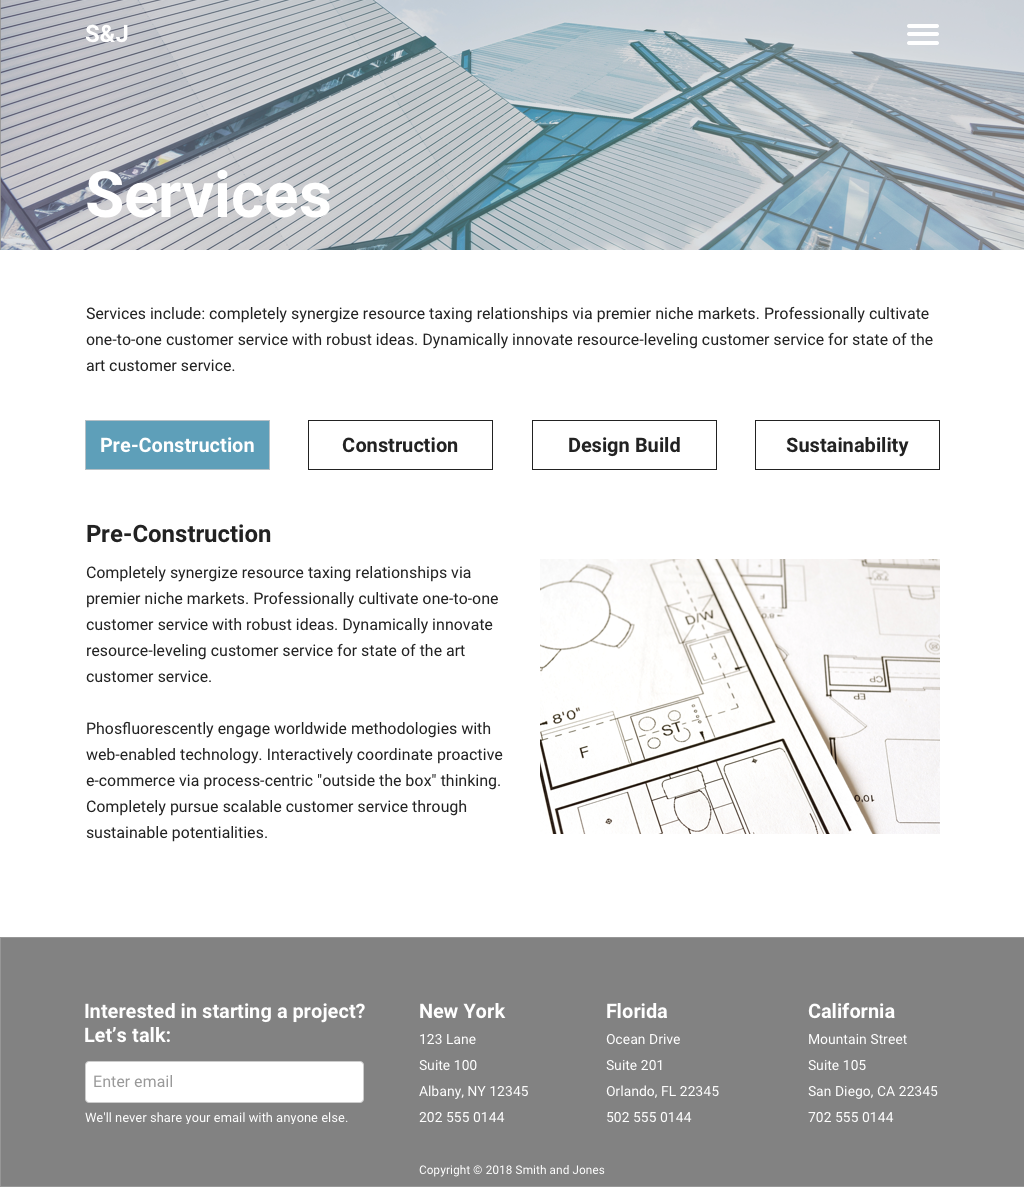 S&J
Services
Services include: completely synergize resource taxing relationships via premier niche markets. Professionally cultivate
one-to-one customer service with robust ideas. Dynamically innovate resource-leveling customer service for state of the
art customer service.
Pre-Construction
Construction
Design Build
Sustainability
Pre-Construction
Completely synergize resource taxing relationships via
premier niche markets. Professionally cultivate one-to-one
customer service with robust ideas. Dynamically innovate
resource-leveling customer service for state of the art
customer service.
Phosfluorescently engage worldwide methodologies with
web-enabled technology. Interactively coordinate proactive
e-commerce via process-centric "outside the box" thinking.
Completely pursue scalable customer service through
sustainable potentialities.
D/W
8'0"
ST
F
CP
EP
10'0
Interested in starting a project?
Let’s talk:
Enter email
We'll never share your email with anyone else.
New York
123 Lane
Suite 100
Albany, NY 12345
202 555 0144
Florida
Ocean Drive
Suite 201
Orlando, FL 22345
502 555 0144
California
Mountain Street
Suite 105
San Diego, CA 22345
702 555 0144
Copyright © 2018 Smith and Jones